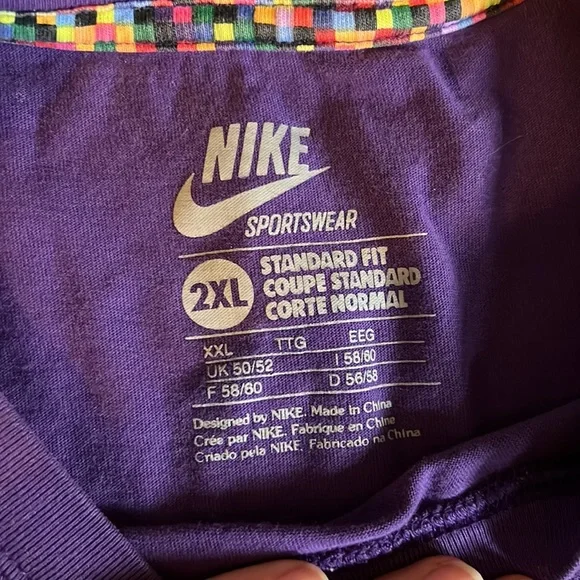 NIKE
SPORTSWEAR
2XL
STANDARD FIT
COUPE STANDARD
CORTE NORMAL
XXL TTG EEG
UK 50/52 I 58/60
F 58/60 D 56/58
Designed by NIKE. Made in China
Crée par NIKE. Fabrique en Chine
Criado pela NIKE. Fabricado na China